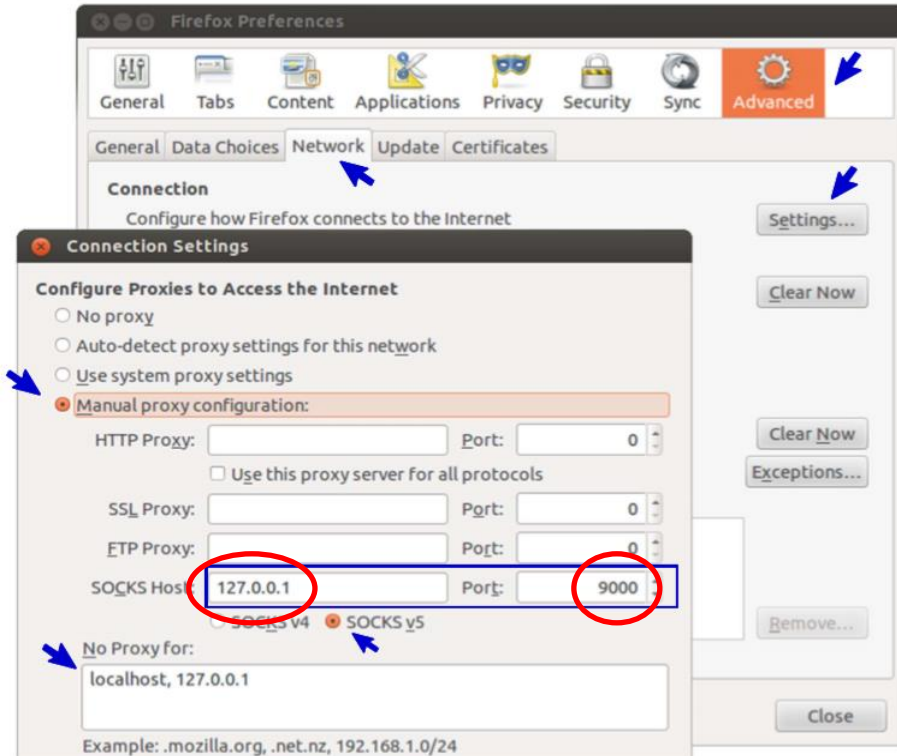 Firefox Preferences
General Tabs Content Applications Privacy Security Sync Advanced
General Data Choices Network Update Certificates
Connection
Configure how Firefox connects to the Internet
Settings...
Connection Settings
Configure Proxies to Access the Internet
Clear Now
No proxy
Auto-detect proxy settings for this network
Use system proxy settings
Manual proxy configuration:
HTTP Proxy: Port: 0
Clear Now
Use this proxy server for all protocols
Exceptions...
SSL Proxy: Port: 0
FTP Proxy: Port: 0
SOCKS Host: 127.0.0.1 Port: 9000
SOCKS v4 SOCKS v5
Remove...
No Proxy for:
localhost, 127.0.0.1
Close
Example: .mozilla.org, .net.nz, 192.168.1.0/24